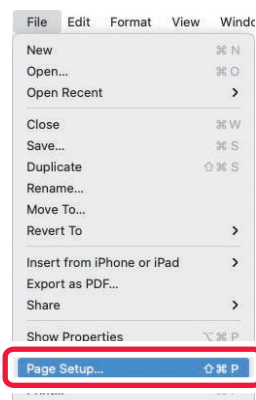 File Edit Format View
New ⌘ N
Open... ⌘ O
Open Recent >
Close ⌘ W
Save... ⌘ S
Duplicate ⇧ ⌘ S
Rename...
Move To...
Revert To >
Insert from iPhone or iPad >
Export as PDF...
Share >
Show Properties ⌥ ⌘ P
Page Setup... ⇧ ⌘ P